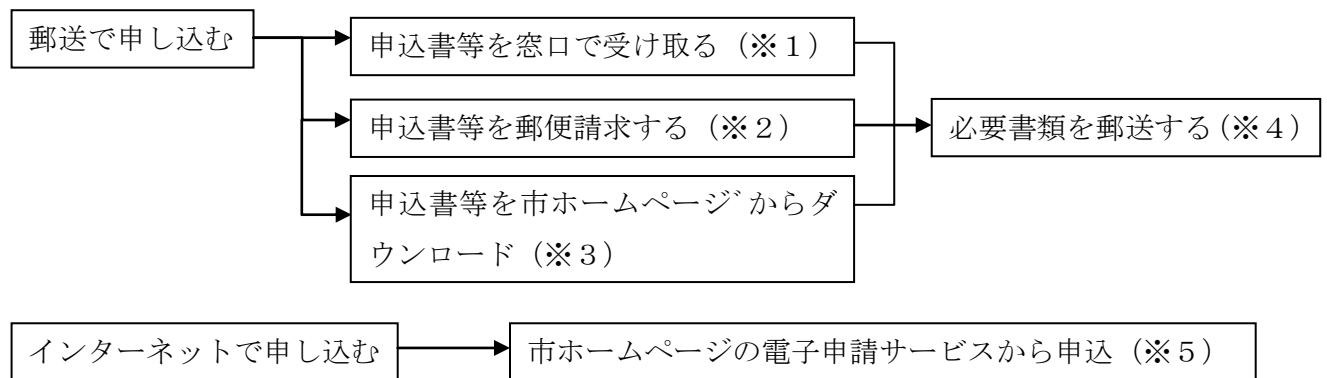 郵送で申し込む
申込書等を窓口で受け取る（※１）
申込書等を郵便請求する（※２）
必要書類を郵送する（※４）
申込書等を市ホームページ゛からダ
ウンロード（※３）
インターネットで申し込む
市ホームページの電子申請サービスから申込（※５）